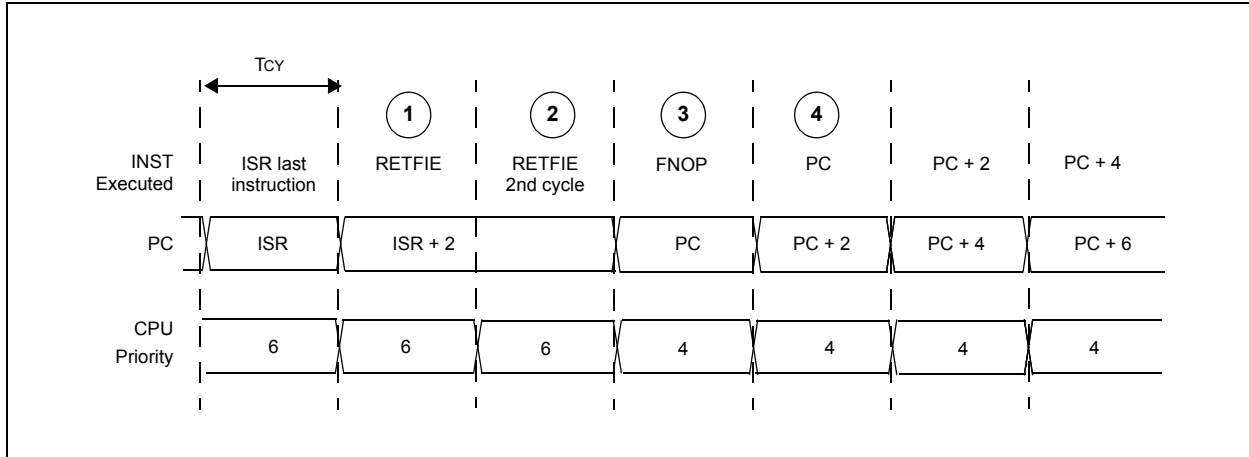 TCY
1 2 3 4
INST Executed
ISR last instruction
RETFIE
RETFIE 2nd cycle
FNOP
PC
PC + 2
PC + 4
PC
ISR
ISR + 2
PC
PC + 2
PC + 4
PC + 6
CPU Priority
6
6
6
4
4
4
4